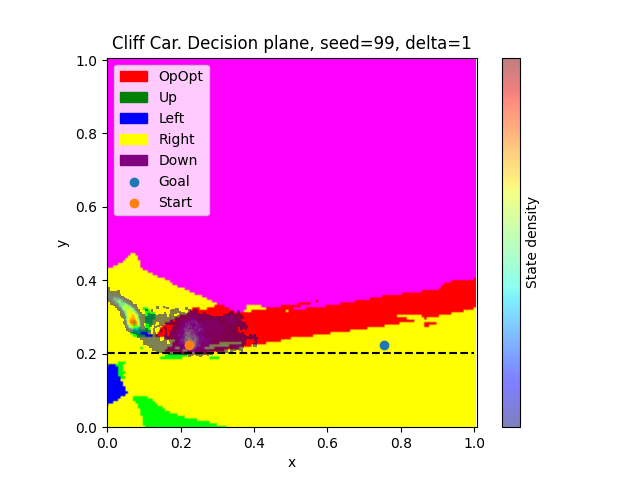 Cliff Car. Decision plane, seed=99, delta=1
1.0
0.8
0.6
0.4
0.2
0.0
y
OpOpt
Up
Left
Right
Down
Goal
Start
0.0 0.2 0.4 0.6 0.8 1.0
x
State density